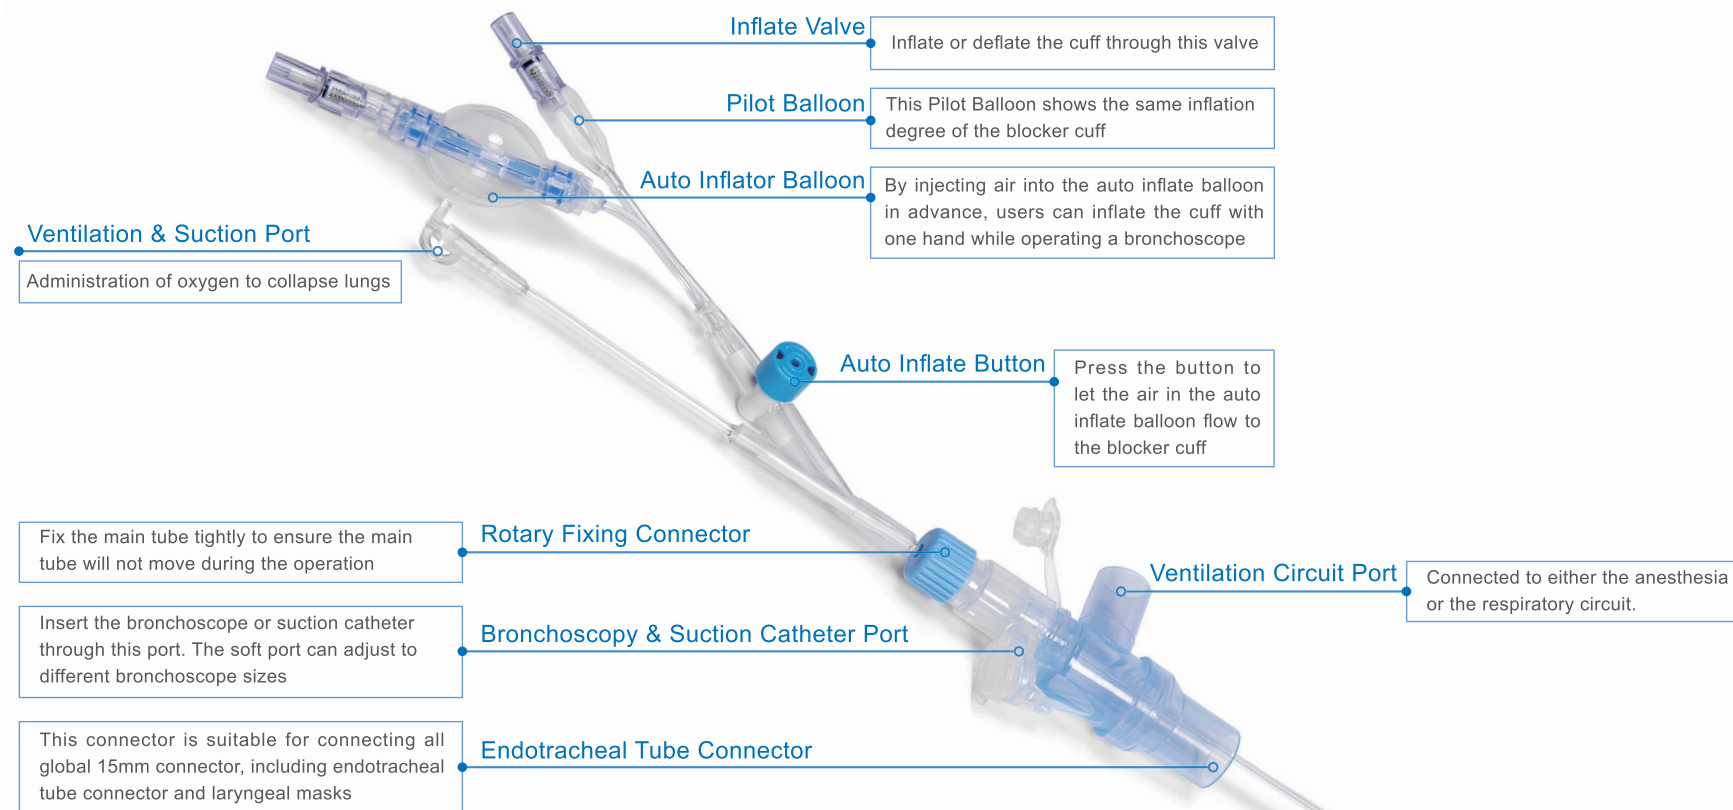 Inflate Valve
Inflate or deflate the cuff through this valve
Pilot Balloon
This Pilot Balloon shows the same inflation
degree of the blocker cuff
Auto Inflator Balloon
By injecting air into the auto inflate balloon
in advance, users can inflate the cuff with
one hand while operating a bronchoscope
Ventilation & Suction Port
Administration of oxygen to collapse lungs
Auto Inflate Button
Press the button to
let the air in the auto
inflate balloon flow to
the blocker cuff
Rotary Fixing Connector
Fix the main tube tightly to ensure the main
tube will not move during the operation
Ventilation Circuit Port
Connected to either the anesthesia
or the respiratory circuit.
Bronchoscopy & Suction Catheter Port
Insert the bronchoscope or suction catheter
through this port. The soft port can adjust to
different bronchoscope sizes
Endotracheal Tube Connector
This connector is suitable for connecting all
global 15mm connector, including endotracheal
tube connector and laryngeal masks